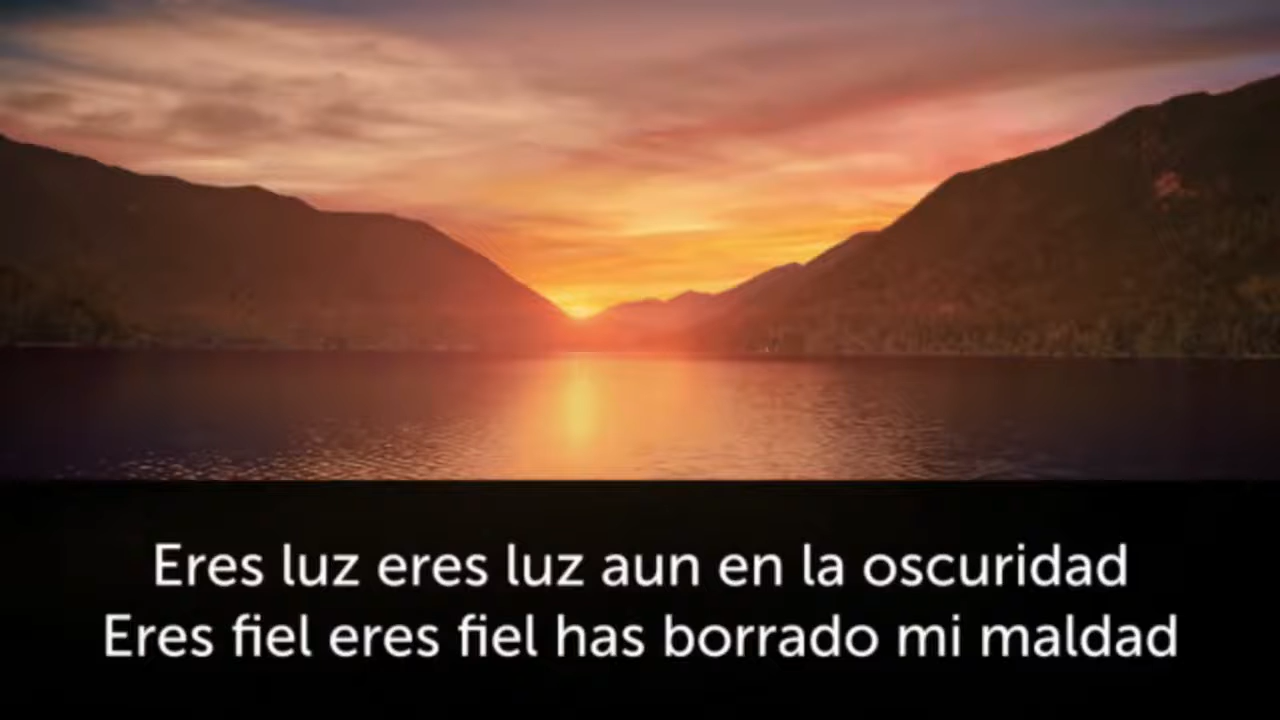 Eres luz eres luz aun en la oscuridad
Eres fiel eres fiel has borrado mi maldad